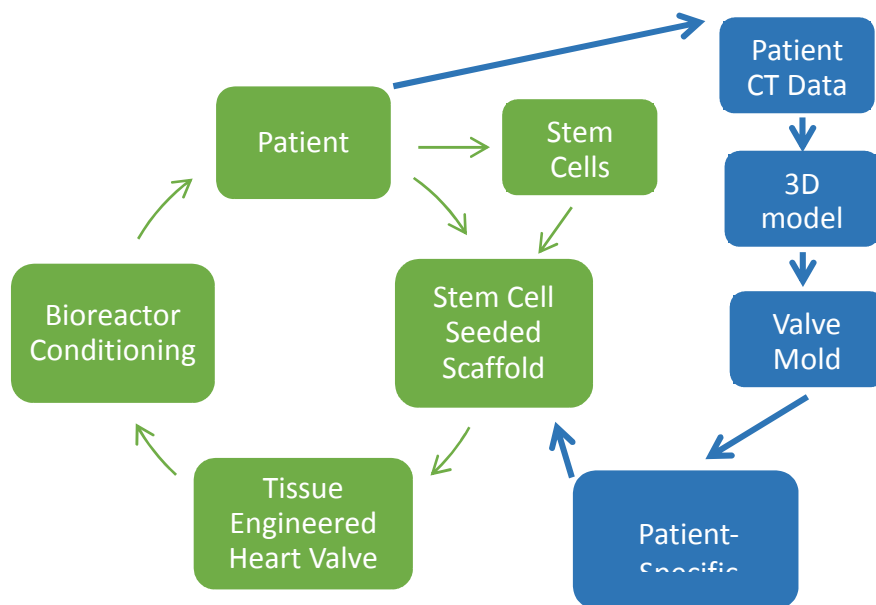 Patient
CT Data
Patient
Stem
Cells
3D
model
Bioreactor
Conditioning
Stem Cell
Seeded
Scaffold
Valve
Mold
Tissue
Engineered
Heart Valve
Patient-
Specific